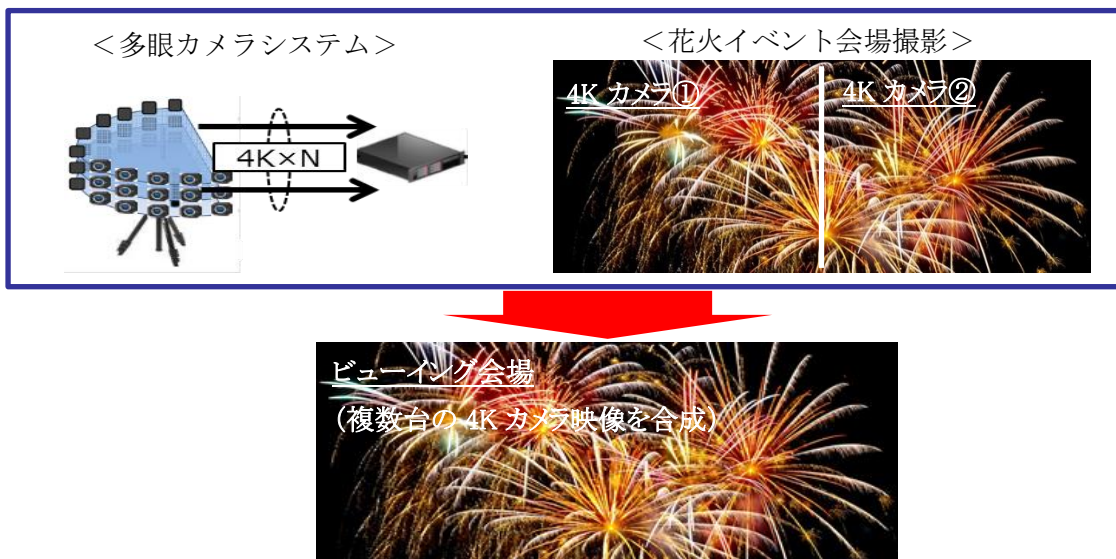 ＜多眼カメラシステム＞
＜花火イベント会場撮影＞
4K×N
4K カメラ①
4K カメラ②
ビューイング会場
（複数台の 4K カメラ映像を合成）